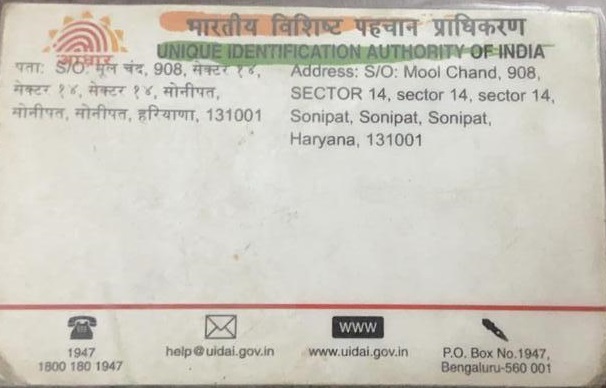 भारतीय विशिष्ट पहचान प्राधिकरण
UNIQUE IDENTIFICATION AUTHORITY OF INDIA
आधार
पता: S/O: मूल चंद, 908, सेक्टर १४,
सेक्टर १४, सेक्टर १४, सोनीपत,
सोनीपत, सोनीपत, हरियाणा, 131001
Address: S/O: Mool Chand, 908,
SECTOR 14, sector 14, sector 14,
Sonipat, Sonipat, Sonipat,
Haryana, 131001
1947
1800 180 1947
help@uidai.gov.in
WWW
www.uidai.gov.in
P.O. Box No.1947,
Bengaluru-560 001